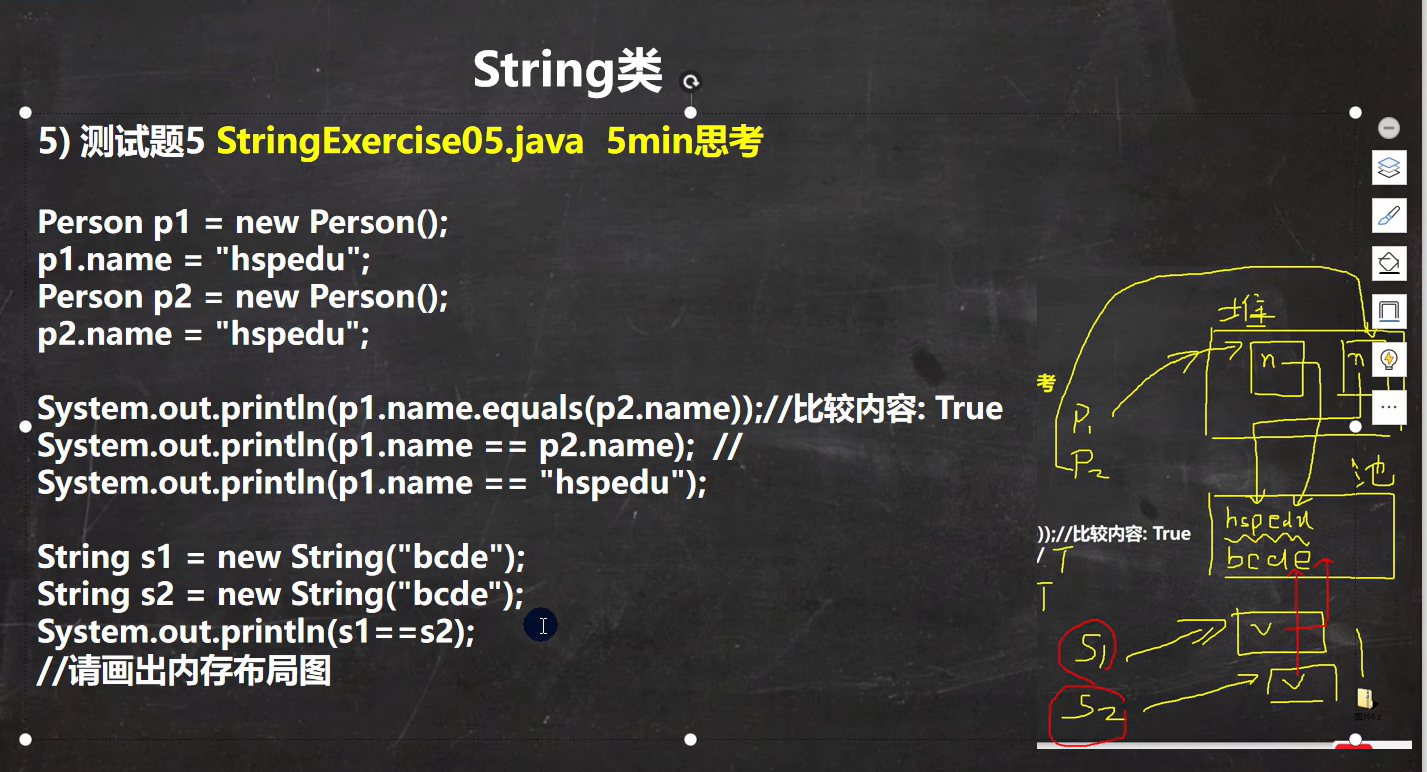 String类
5) 测试题5 StringExercise05.java 5min思考
Person p1 = new Person();
p1.name = "hspedu";
Person p2 = new Person();
p2.name = "hspedu";
System.out.println(p1.name.equals(p2.name));//比较内容: True
System.out.println(p1.name == p2.name); //
System.out.println(p1.name == "hspedu");
String s1 = new String("bcde");
String s2 = new String("bcde");
System.out.println(s1==s2);
//请画出内存布局图
堆
n
n
考
P1
P2
池
hspedu
bcde
));//比较内容: True
/ T
T
S1
v
S2
v